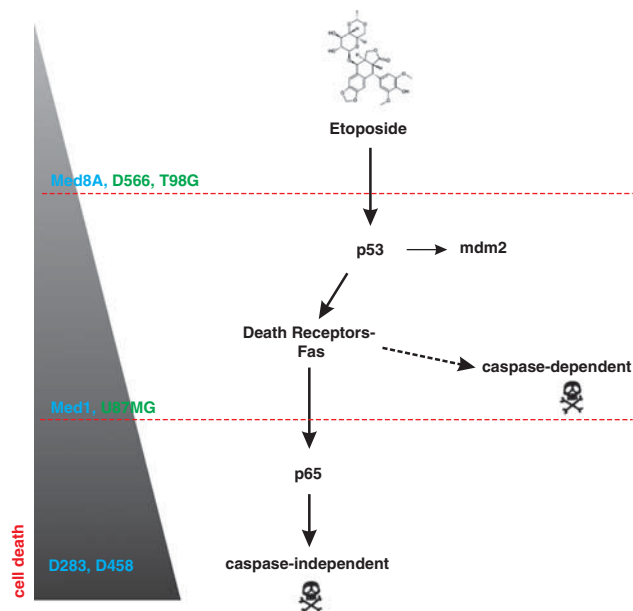 Etoposide
Med8A, D566, T98G
p53
mdm2
Death Receptors-
Fas
caspase-dependent
Med1, U87MG
p65
cell death
D283, D458
caspase-independent